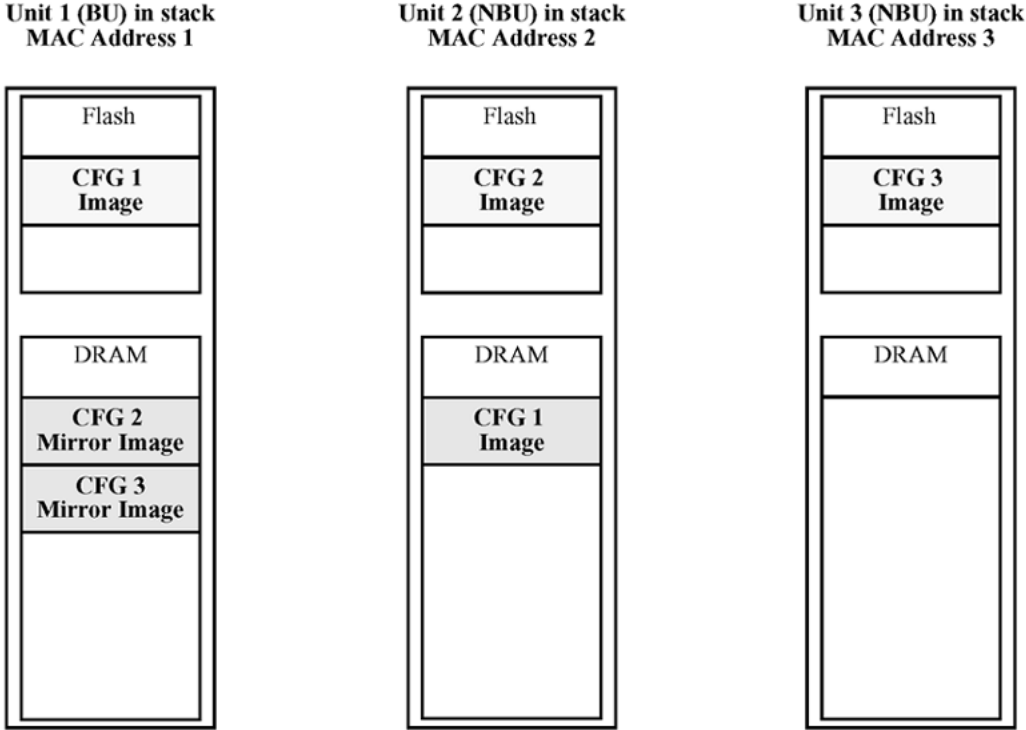 Unit 1 (BU) in stack
MAC Address 1
Flash
CFG 1
Image
DRAM
CFG 2
Mirror Image
CFG 3
Mirror Image
Unit 2 (NBU) in stack
MAC Address 2
Flash
CFG 2
Image
DRAM
CFG 1
Image
Unit 3 (NBU) in stack
MAC Address 3
Flash
CFG 3
Image
DRAM